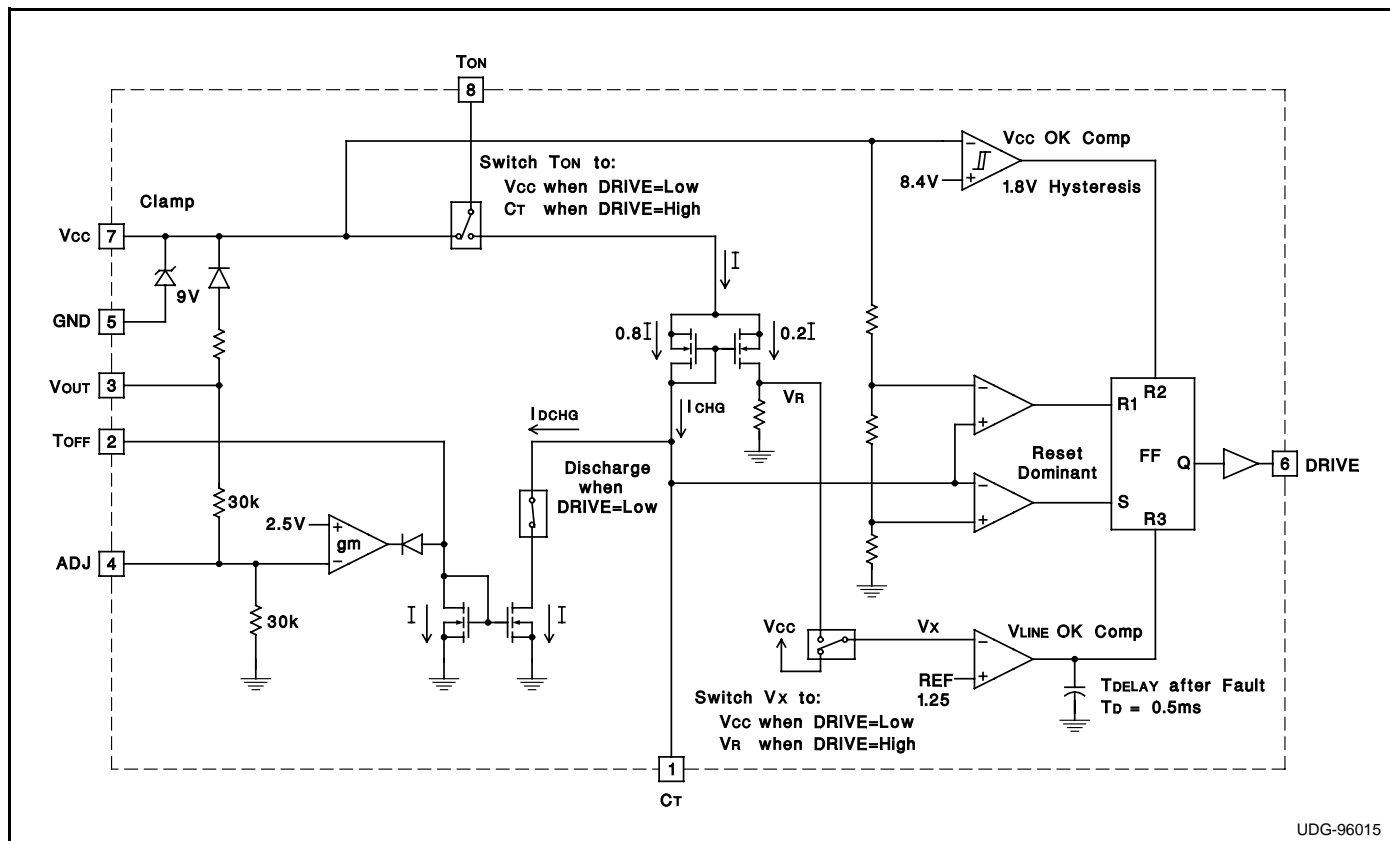 TON
8
Switch TON to:
VCC when DRIVE=Low
CT when DRIVE=High
VCC OK Comp
−
+
8.4V
1.8V Hysteresis
Clamp
VCC 7
9V
GND 5
I
0.8I
0.2I
VOUT 3
VR
ICHG
IDCHG
TOFF 2
Discharge
when
DRIVE=Low
−
+
R1
R2
Reset
Dominant
FF
Q
6 DRIVE
−
+
S
R3
30k
2.5V
+
gm
−
ADJ 4
30k
I
I
VCC
VX
−
+
VLINE OK Comp
REF
1.25
TDELAY after Fault
TD = 0.5ms
Switch VX to:
VCC when DRIVE=Low
VR when DRIVE=High
1
CT
UDG-96015